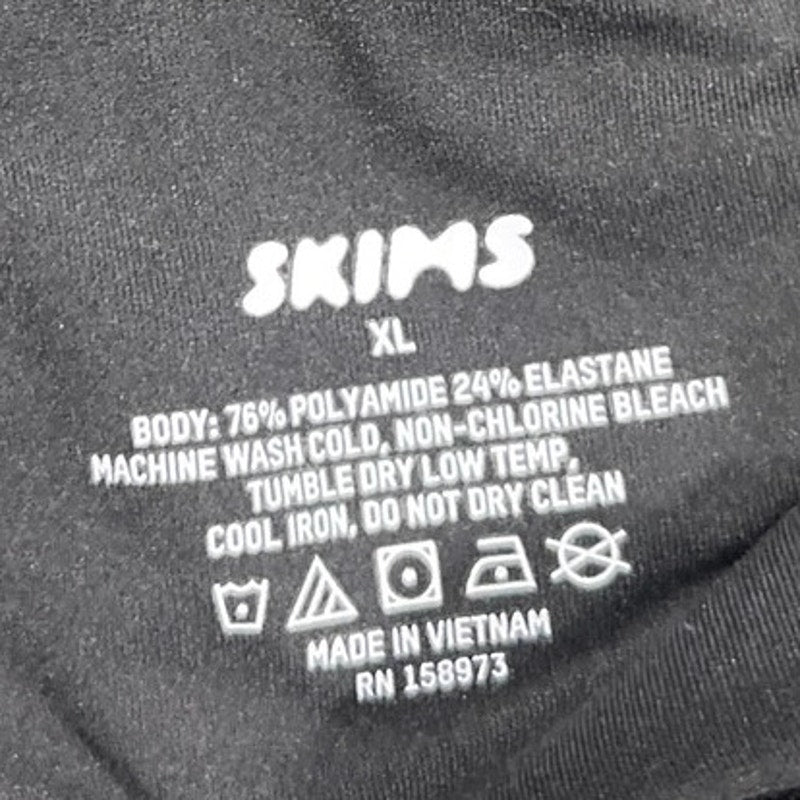 SKIMS
XL
BODY: 76% POLYAMIDE 24% ELASTANE
MACHINE WASH COLD, NON-CHLORINE BLEACH
TUMBLE DRY LOW TEMP,
COOL IRON, DO NOT DRY CLEAN
MADE IN VIETNAM
RN 158973